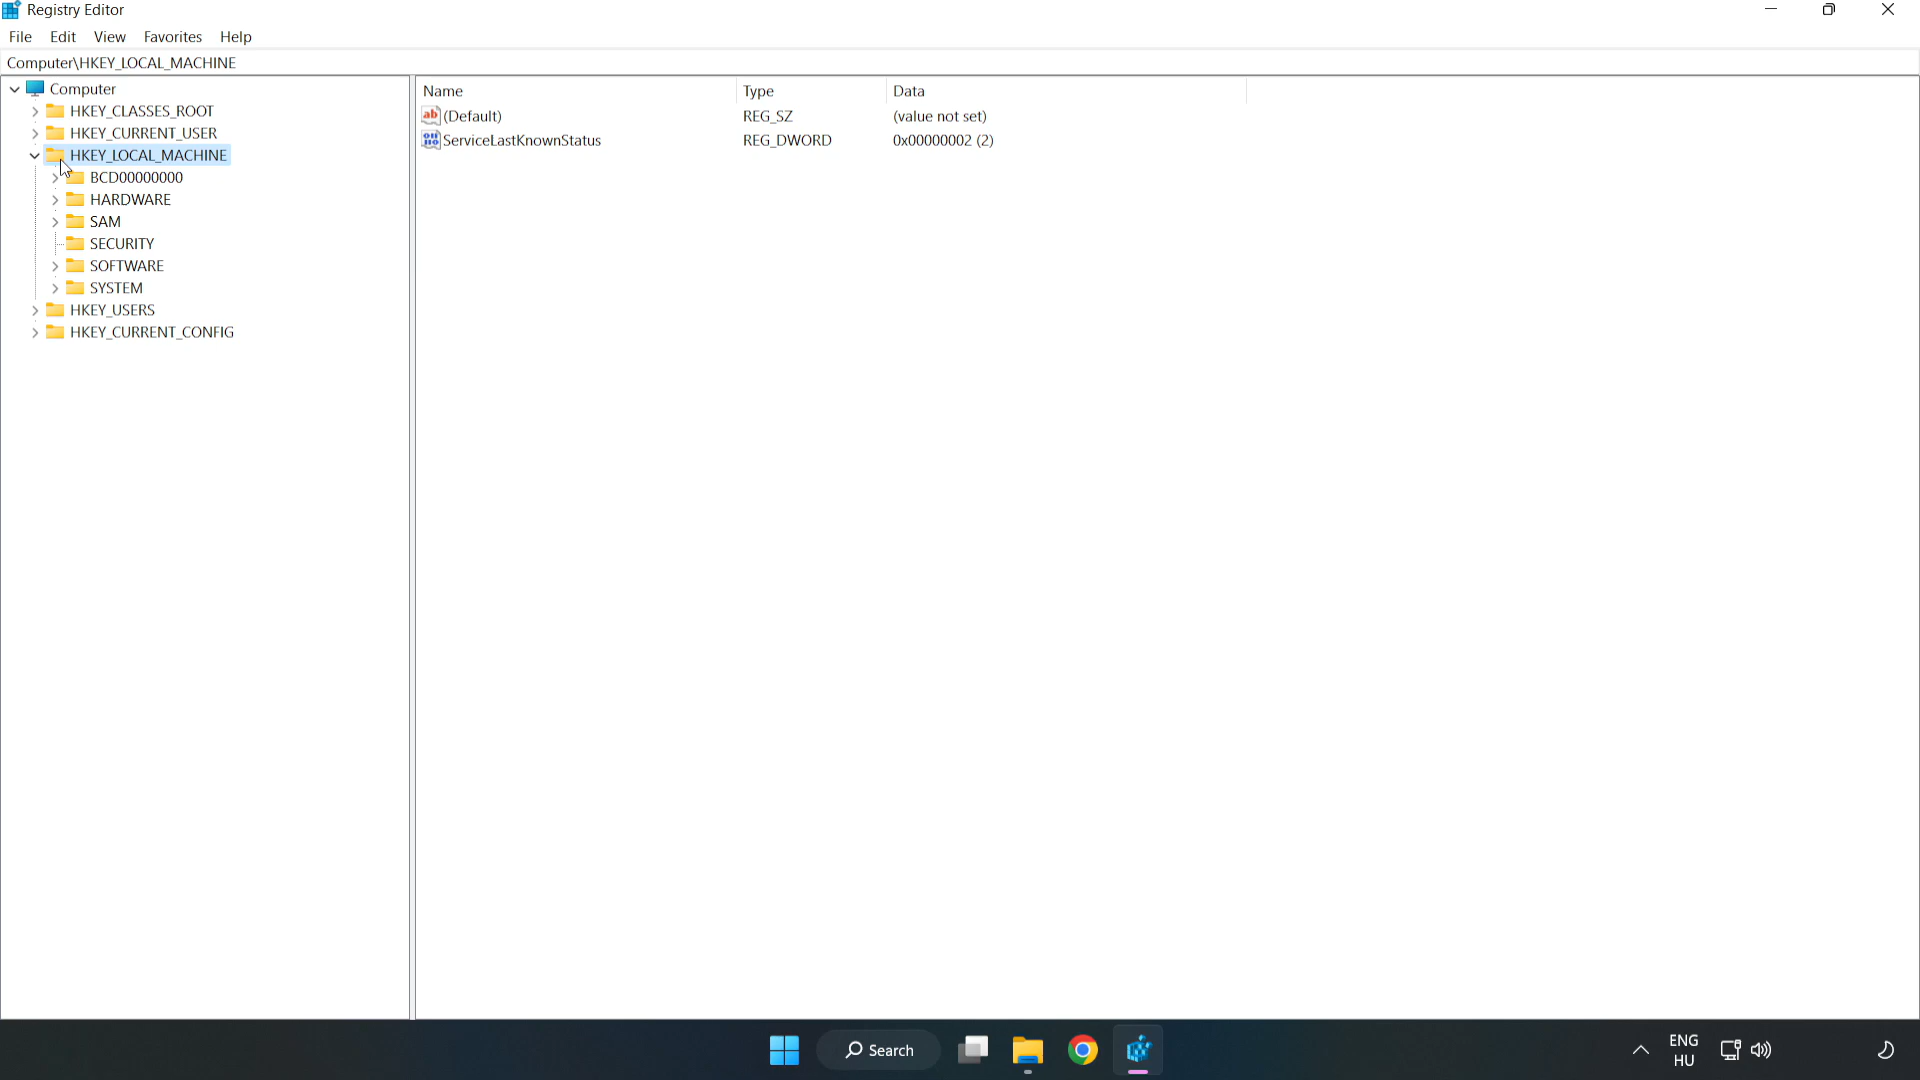 Registry Editor
File Edit View Favorites Help
Computer\HKEY_LOCAL_MACHINE
Computer
HKEY_CLASSES_ROOT
HKEY_CURRENT_USER
HKEY_LOCAL_MACHINE
BCD00000000
HARDWARE
SAM
SECURITY
SOFTWARE
SYSTEM
HKEY_USERS
HKEY_CURRENT_CONFIG
Name Type Data
(Default) REG_SZ (value not set)
ServiceLastKnownStatus REG_DWORD 0x00000002 (2)
Search
ENG
HU